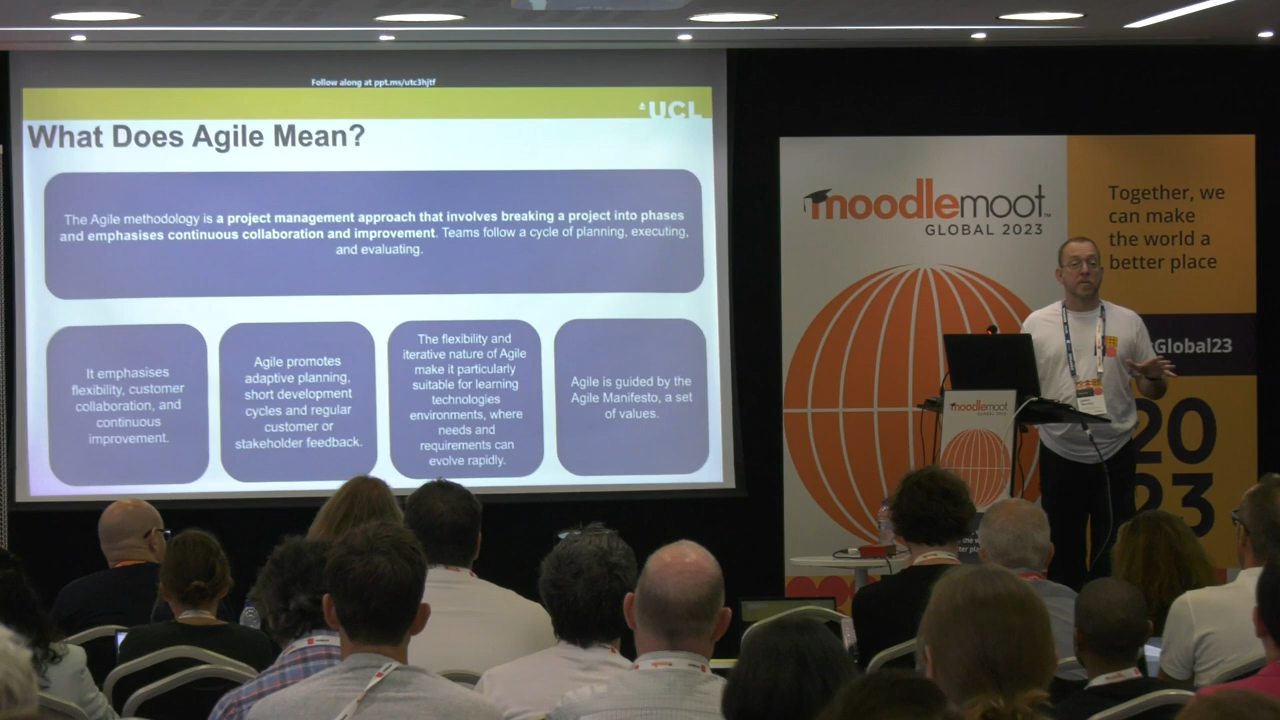 Follow along at ppt.ms/utc3hjtf
UCL
What Does Agile Mean?
The Agile methodology is a project management approach that involves breaking a project into phases
and emphasises continuous collaboration and improvement. Teams follow a cycle of planning, executing,
and evaluating.
It emphasises
flexibility, customer
collaboration, and
continuous
improvement.
Agile promotes
adaptive planning,
short development
cycles and regular
customer or
stakeholder feedback.
The flexibility and
iterative nature of Agile
make it particularly
suitable for learning
technologies
environments, where
needs and
requirements can
evolve rapidly.
Agile is guided by the
Agile Manifesto, a set
of values.
moodlemoot
GLOBAL 2023
Together, we
can make
the world a
better place
Global23
2023
moodlemoot